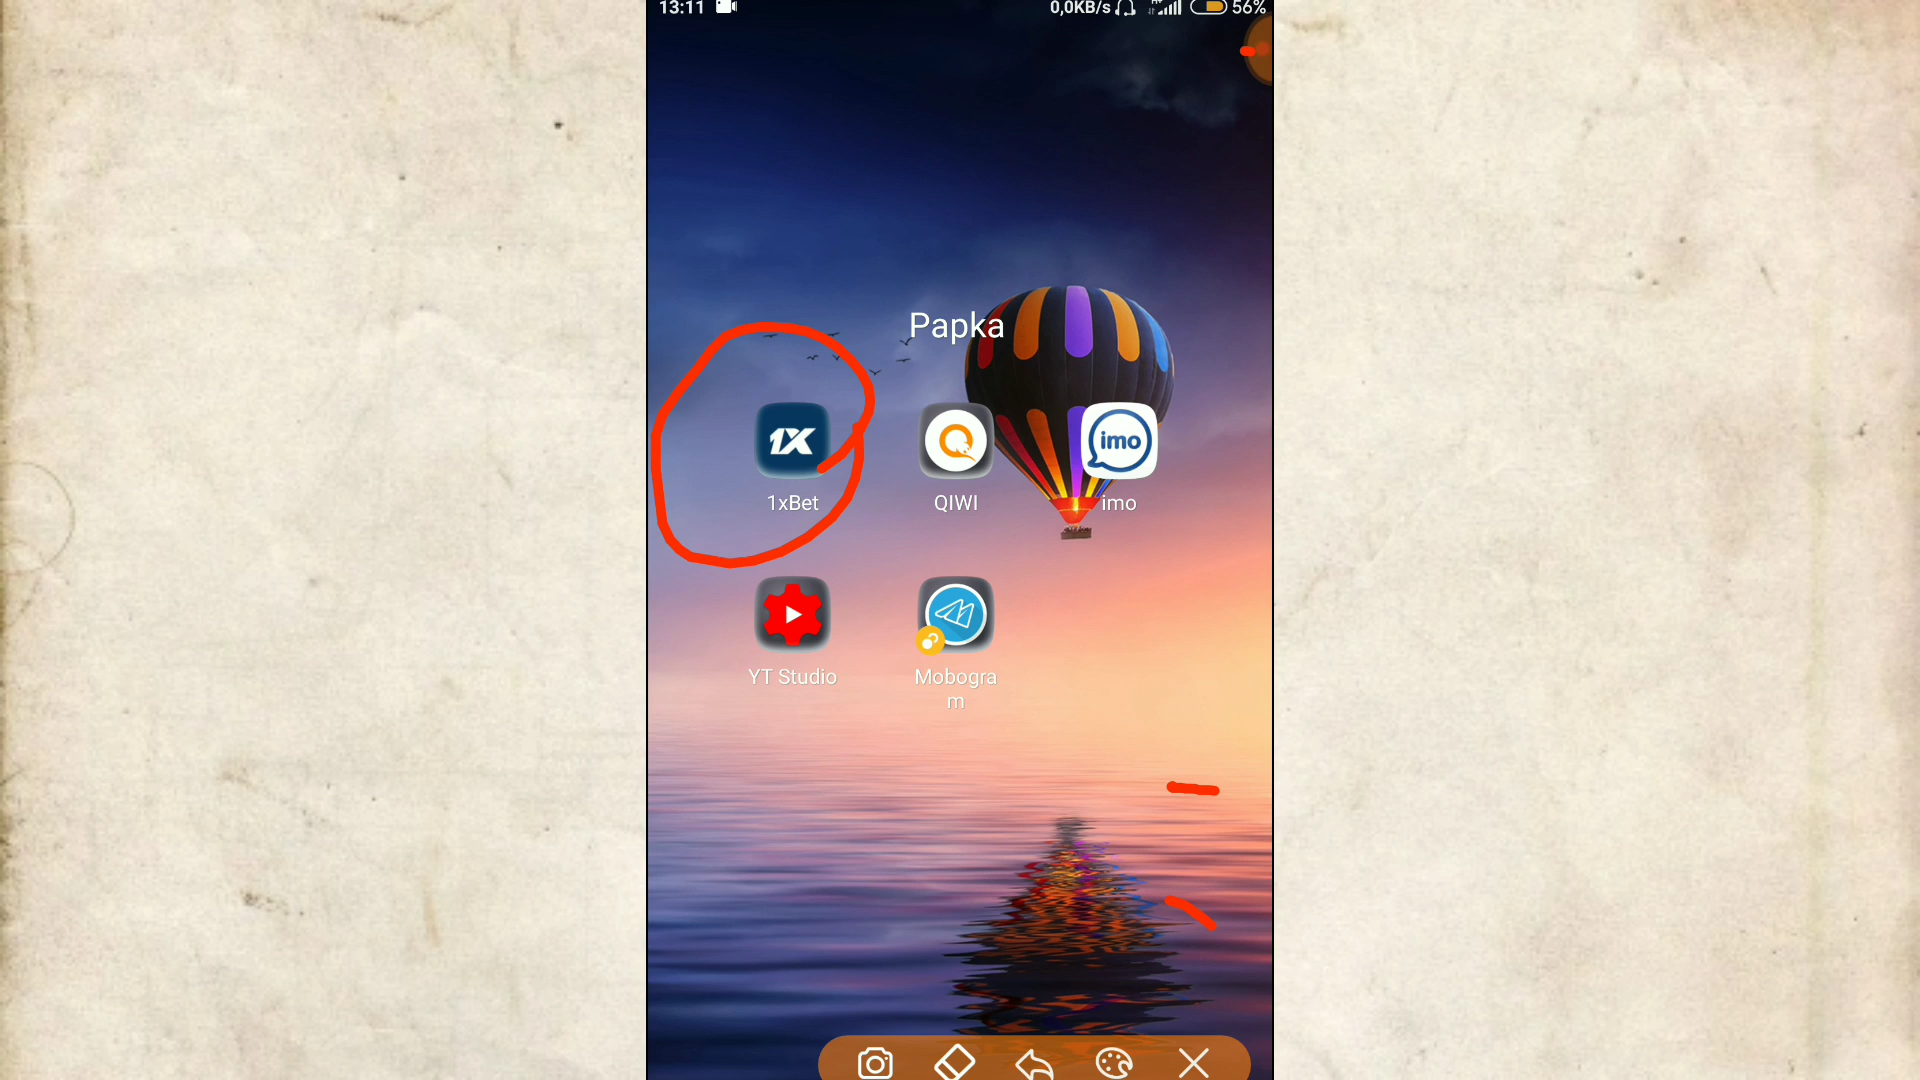 13:11
0,0KB/s
56%
Papka
1X
imo
1xBet
QIWI
imo
YT Studio
Mobogra
m